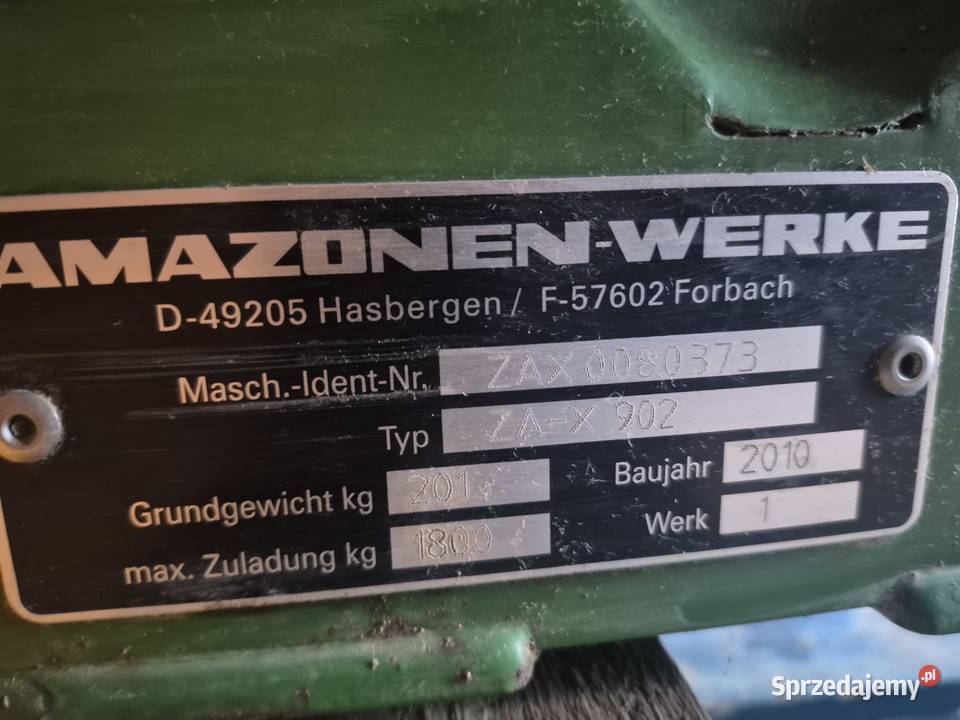 AMAZONEN-WERKE
D-49205 Hasbergen / F-57602 Forbach
Masch.-Ident-Nr. ZAX0080373
Typ ZA-X 902
Grundgewicht kg 201 Baujahr 2010
max. Zuladung kg 1800 Werk 1
Sprzedajemy.pl